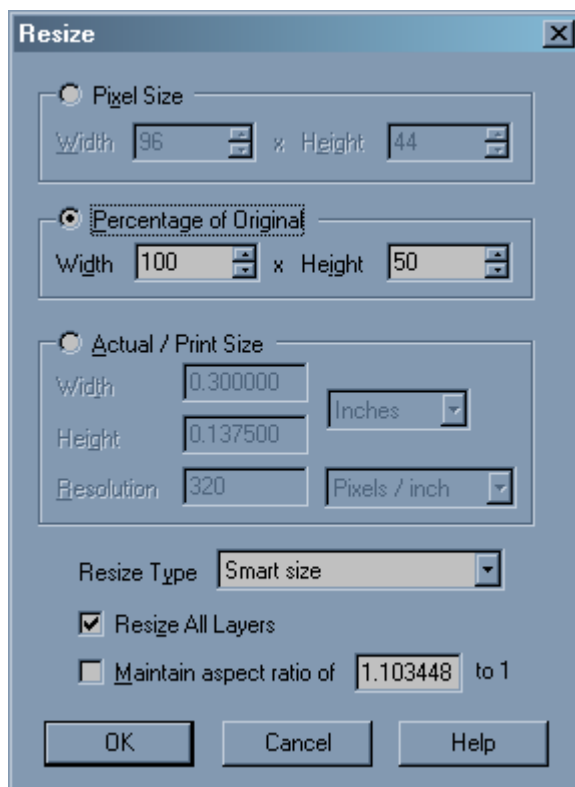 Resize
Pixel Size
Width 96 x Height 44
Percentage of Original
Width 100 x Height 50
Actual / Print Size
Width 0.300000
Inches
Height 0.137500
Resolution 320 Pixels / inch
Resize Type Smart size
Resize All Layers
Maintain aspect ratio of 1.103448 to 1
OK Cancel Help